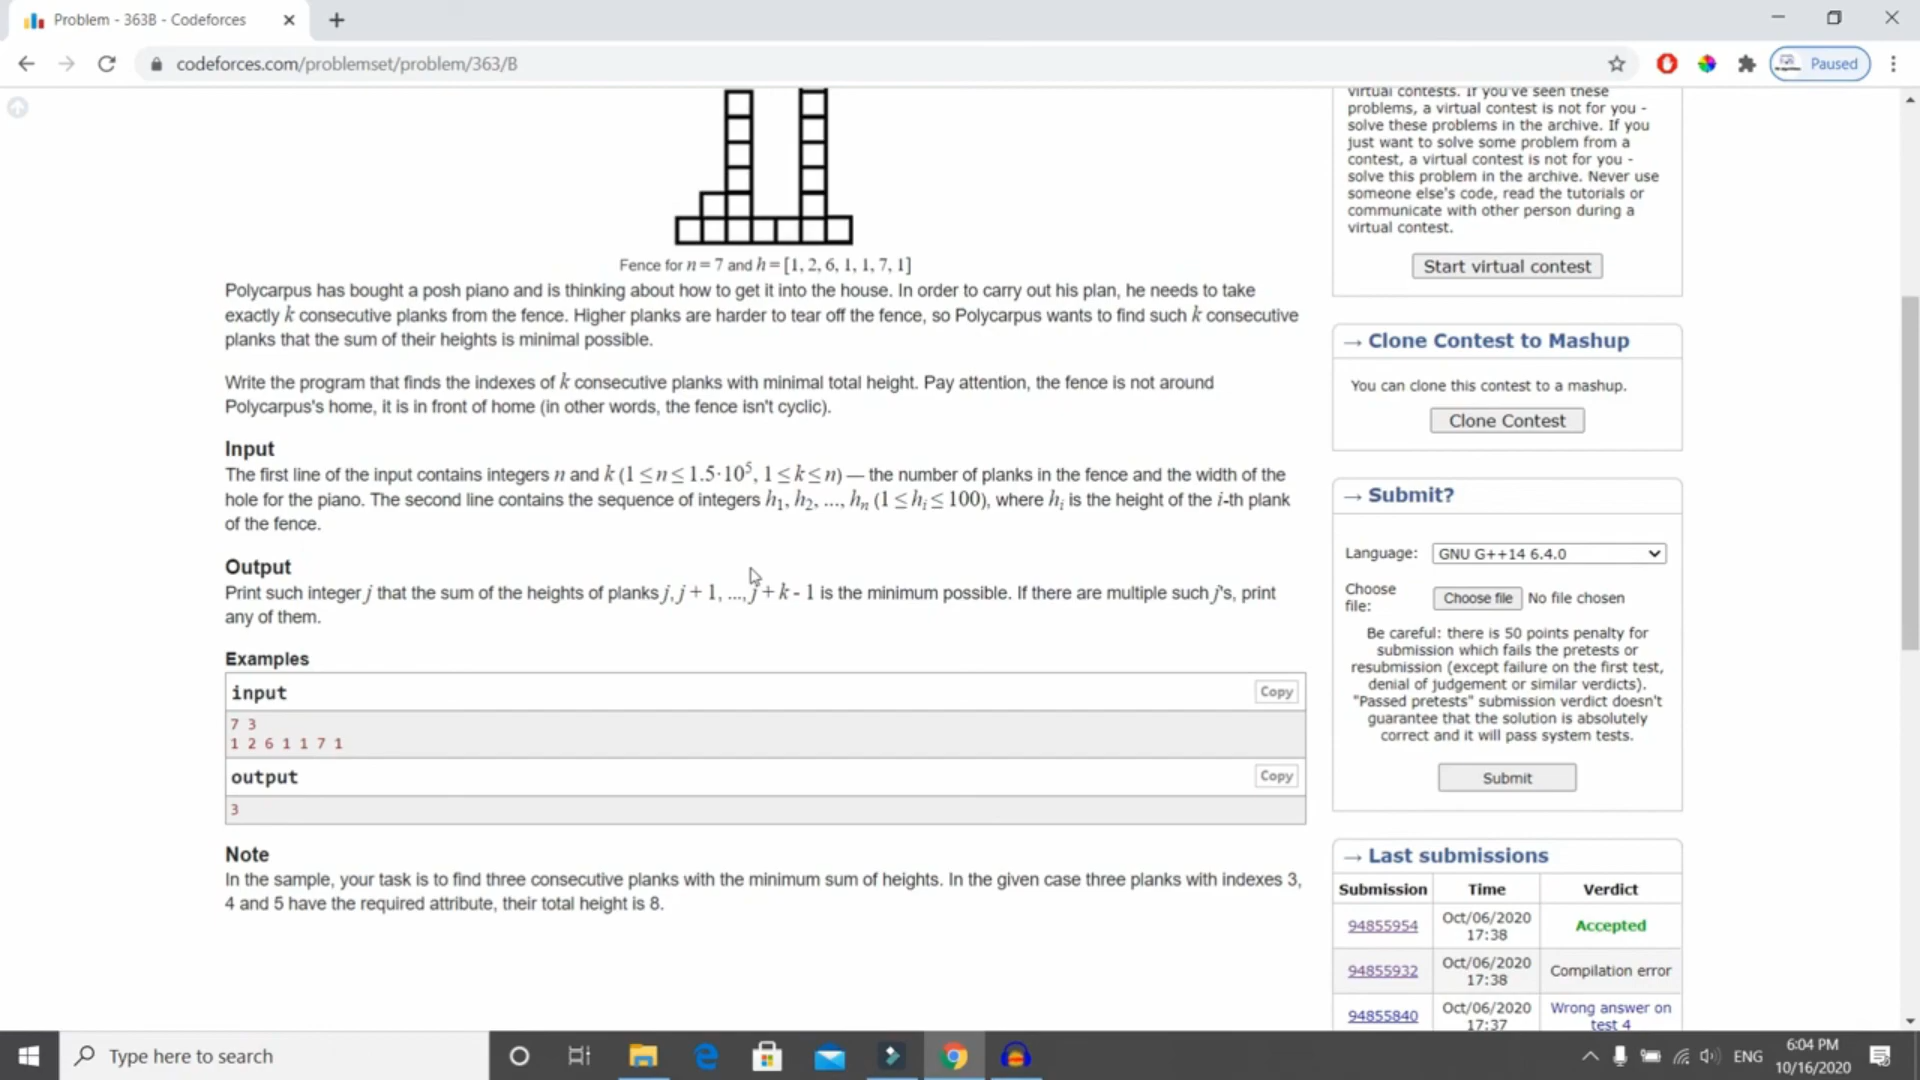 Problem - 363B - Codeforces
codeforces.com/problemset/problem/363/B
Paused
Fence for n = 7 and h = [1, 2, 6, 1, 1, 7, 1]
Polycarpus has bought a posh piano and is thinking about how to get it into the house. In order to carry out his plan, he needs to take
exactly k consecutive planks from the fence. Higher planks are harder to tear off the fence, so Polycarpus wants to find such k consecutive
planks that the sum of their heights is minimal possible.
Write the program that finds the indexes of k consecutive planks with minimal total height. Pay attention, the fence is not around
Polycarpus's home, it is in front of home (in other words, the fence isn't cyclic).
Input
The first line of the input contains integers n and k (1 ≤ n ≤ 1.5·10⁵, 1 ≤ k ≤ n) — the number of planks in the fence and the width of the
hole for the piano. The second line contains the sequence of integers h₁, h₂, ..., hₙ (1 ≤ hᵢ ≤ 100), where hᵢ is the height of the i-th plank
of the fence.
Output
Print such integer j that the sum of the heights of planks j, j + 1, ..., j + k - 1 is the minimum possible. If there are multiple such j's, print
any of them.
Examples
input
Copy
7 3
1 2 6 1 1 7 1
output
Copy
3
Note
In the sample, your task is to find three consecutive planks with the minimum sum of heights. In the given case three planks with indexes 3,
4 and 5 have the required attribute, their total height is 8.
virtual contests. If you've seen these
problems, a virtual contest is not for you -
solve these problems in the archive. If you
just want to solve some problem from a
contest, a virtual contest is not for you -
solve this problem in the archive. Never use
someone else's code, read the tutorials or
communicate with other person during a
virtual contest.
Start virtual contest
→ Clone Contest to Mashup
You can clone this contest to a mashup.
Clone Contest
→ Submit?
Language: GNU G++14 6.4.0
Choose
file: Choose file No file chosen
Be careful: there is 50 points penalty for
submission which fails the pretests or
resubmission (except failure on the first test,
denial of judgement or similar verdicts).
"Passed pretests" submission verdict doesn't
guarantee that the solution is absolutely
correct and it will pass system tests.
Submit
→ Last submissions
Submission Time Verdict
94855954 Oct/06/2020 17:38 Accepted
94855932 Oct/06/2020 17:38 Compilation error
94855840 Oct/06/2020 17:37 Wrong answer on test 4
Type here to search
ENG
6:04 PM
10/16/2020